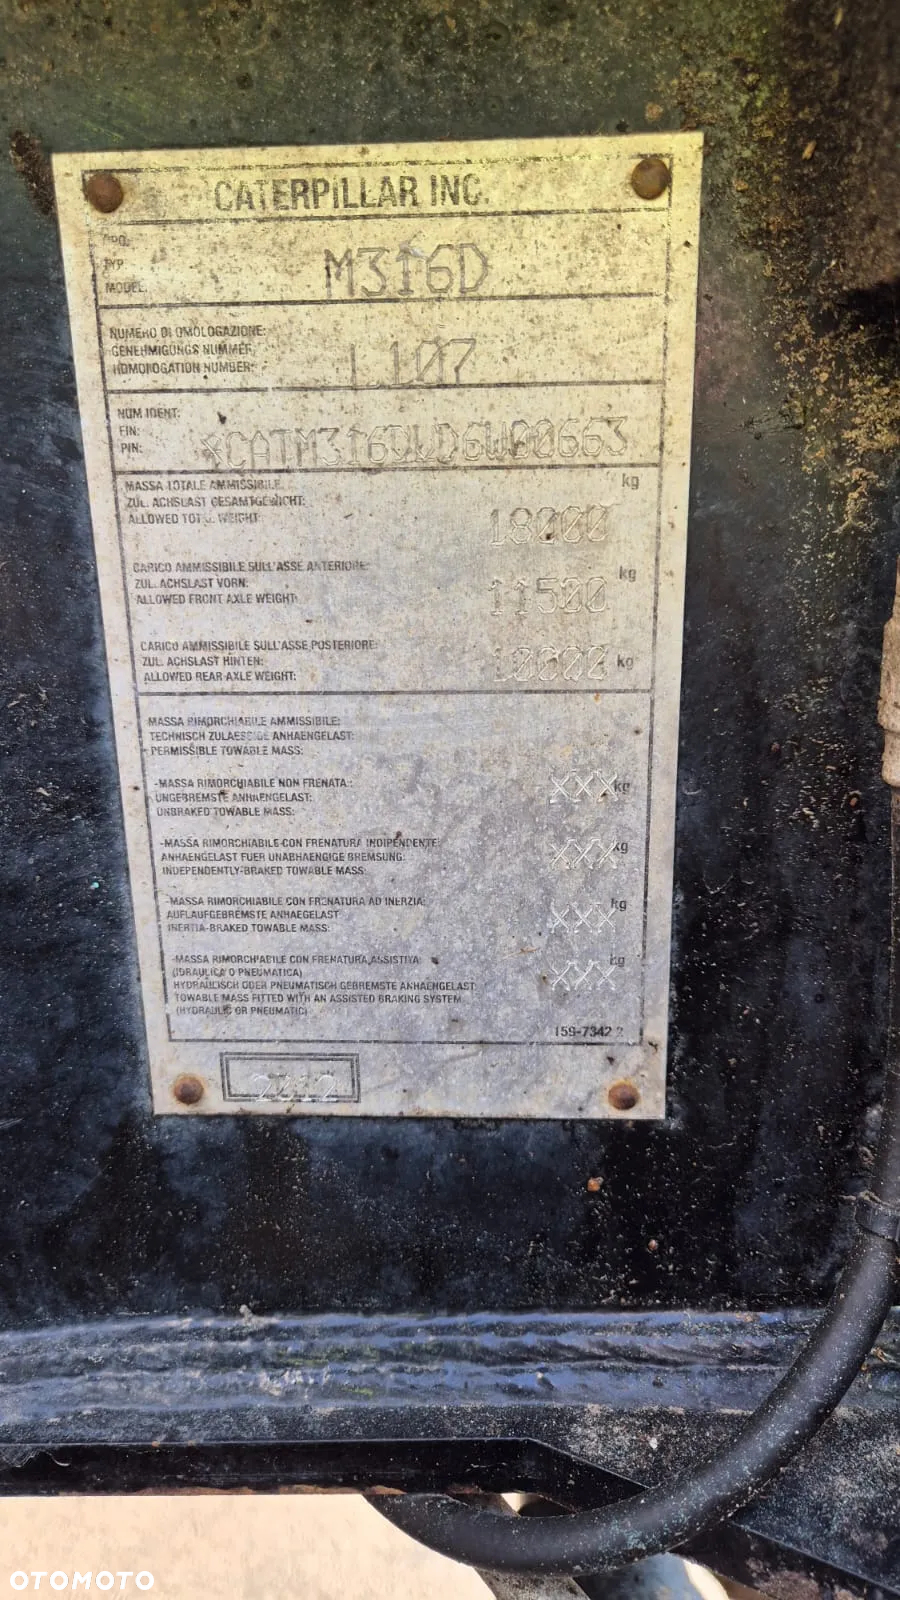 CATERPILLAR INC.
TIPO:
TYP:
MODEL:
M316D
NUMERO DI OMOLOGAZIONE:
GENEHMIGUNGS NUMMER:
HOMOLOGATION NUMBER:
L107
NUM IDENT:
FIN:
PIN:
*CATM316D D6W00663
MASSA TOTALE AMMISSIBILE: kg
ZUL. ACHSLAST GESAMTGEWICHT:
ALLOWED TOTAL WEIGHT:
18000
CARICO AMMISSIBILE SULL'ASSE ANTERIORE: kg
ZUL. ACHSLAST VORN:
ALLOWED FRONT AXLE WEIGHT:
11500
CARICO AMMISSIBILE SULL'ASSE POSTERIORE:
ZUL. ACHSLAST HINTEN: 10000 kg
ALLOWED REAR AXLE WEIGHT:
MASSA RIMORCHIABILE AMMISSIBILE:
TECHNISCH ZULAESSIGE ANHAENGELAST:
PERMISSIBLE TOWABLE MASS:
-MASSA RIMORCHIABILE NON FRENATA: XXX kg
UNGEBREMSTE ANHAENGELAST:
UNBRAKED TOWABLE MASS:
-MASSA RIMORCHIABILE CON FRENATURA INDIPENDENTE: XXX kg
ANHAENGELAST FUER UNABHAENGIGE BREMSUNG:
INDEPENDENTLY-BRAKED TOWABLE MASS:
-MASSA RIMORCHIABILE CON FRENATURA AD INERZIA: kg
AUFLAUFGEBREMSTE ANHAEGELAST XXX
INERTIA-BRAKED TOWABLE MASS:
-MASSA RIMORCHIABILE CON FRENATURA ASSISTIVA: kg
(IDRAULICA O PNEUMATICA) XXX
HYDRAULISCH ODER PNEUMATISCH GEBREMSTE ANHAENGELAST:
TOWABLE MASS FITTED WITH AN ASSISTED BRAKING SYSTEM
(HYDRAULIC OR PNEUMATIC)
159-7342 2
2012
OTOMOTO